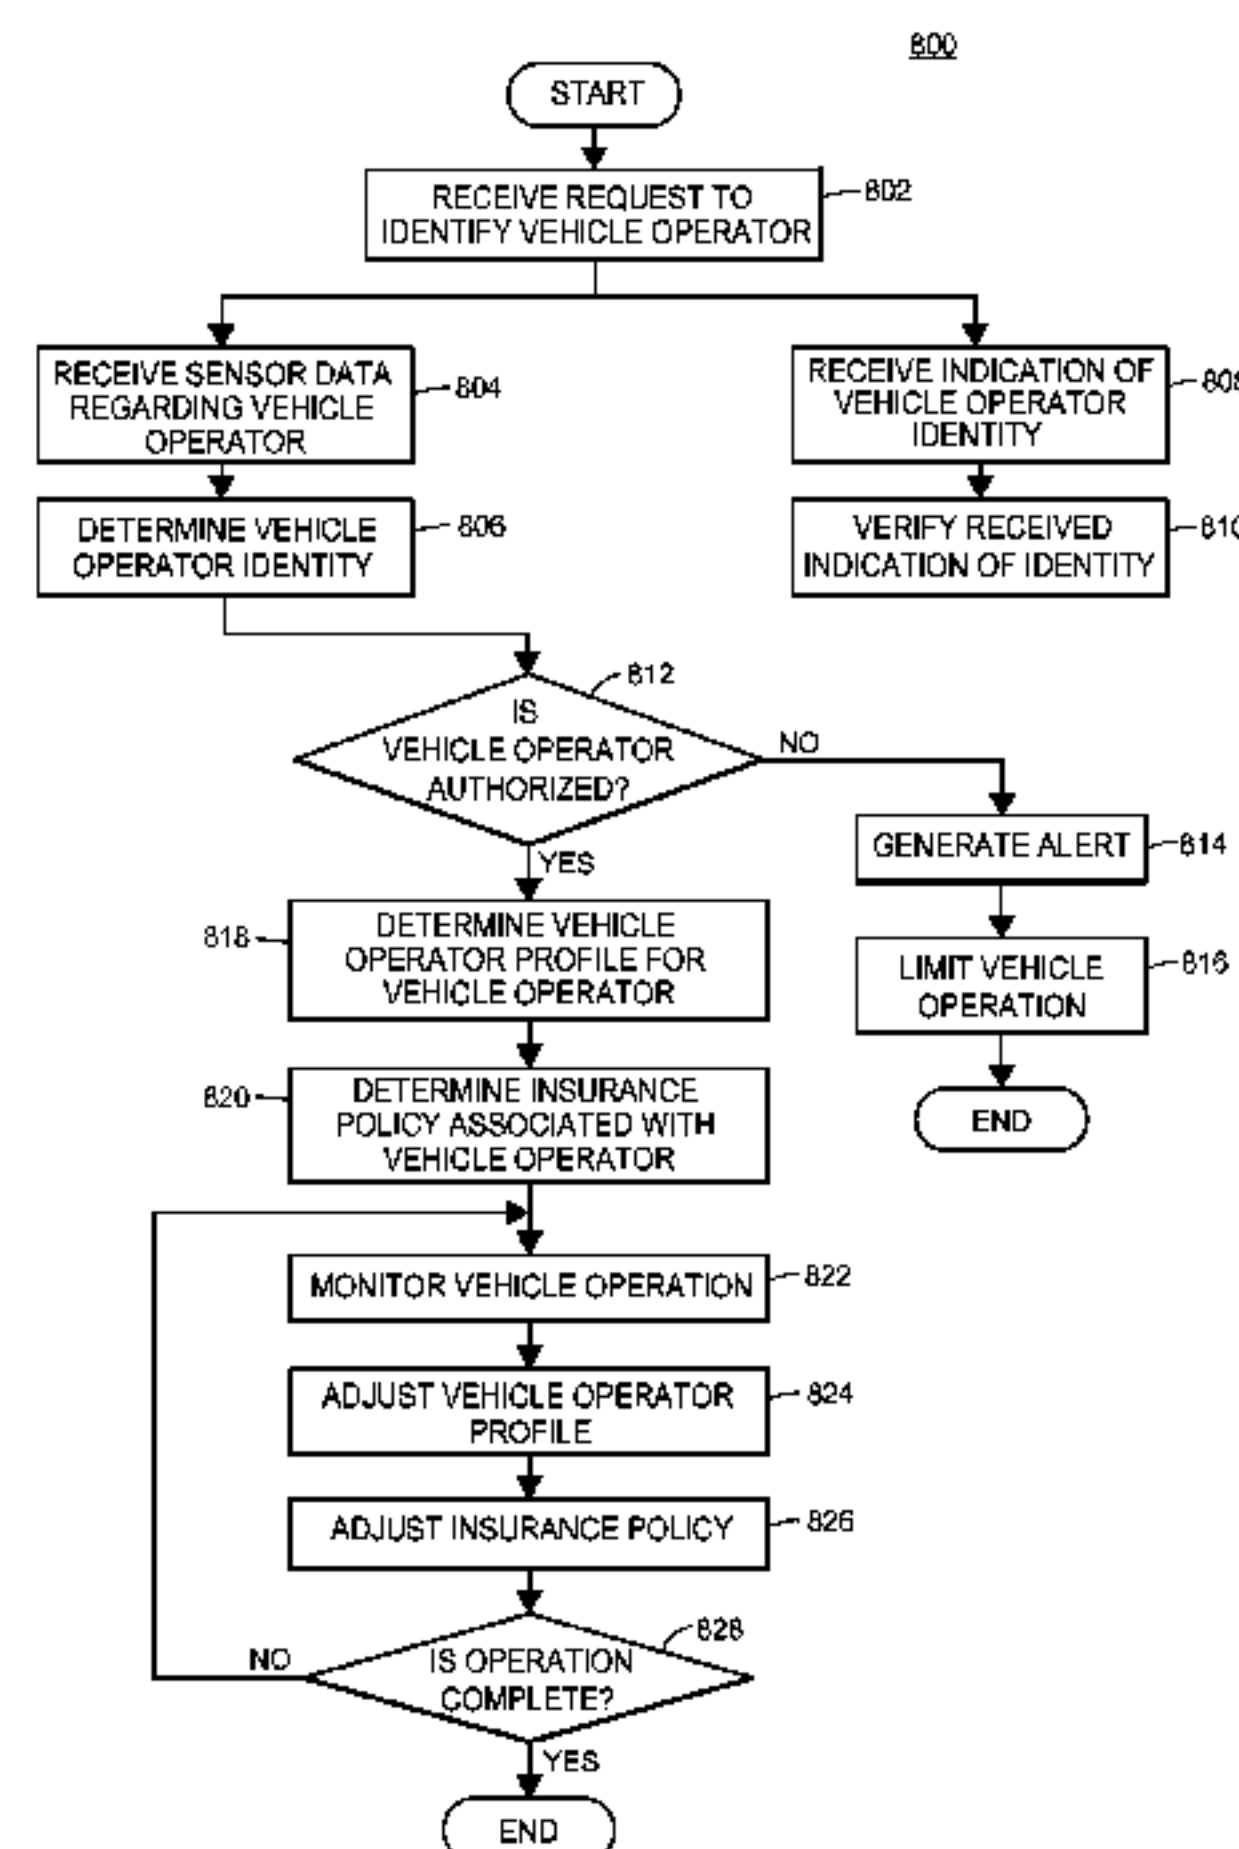 800
START
RECEIVE REQUEST TO
IDENTIFY VEHICLE OPERATOR
802
RECEIVE SENSOR DATA
REGARDING VEHICLE
OPERATOR
804
RECEIVE INDICATION OF
VEHICLE OPERATOR
IDENTITY
DETERMINE VEHICLE
OPERATOR IDENTITY
806
VERIFY RECEIVED
INDICATION OF IDENTITY
812
IS
VEHICLE OPERATOR
AUTHORIZED?
NO
YES
GENERATE ALERT
814
LIMIT VEHICLE
OPERATION
816
END
818
DETERMINE VEHICLE
OPERATOR PROFILE FOR
VEHICLE OPERATOR
820
DETERMINE INSURANCE
POLICY ASSOCIATED WITH
VEHICLE OPERATOR
MONITOR VEHICLE OPERATION
822
ADJUST VEHICLE OPERATOR
PROFILE
824
ADJUST INSURANCE POLICY
826
828
IS OPERATION
COMPLETE?
NO
YES
END